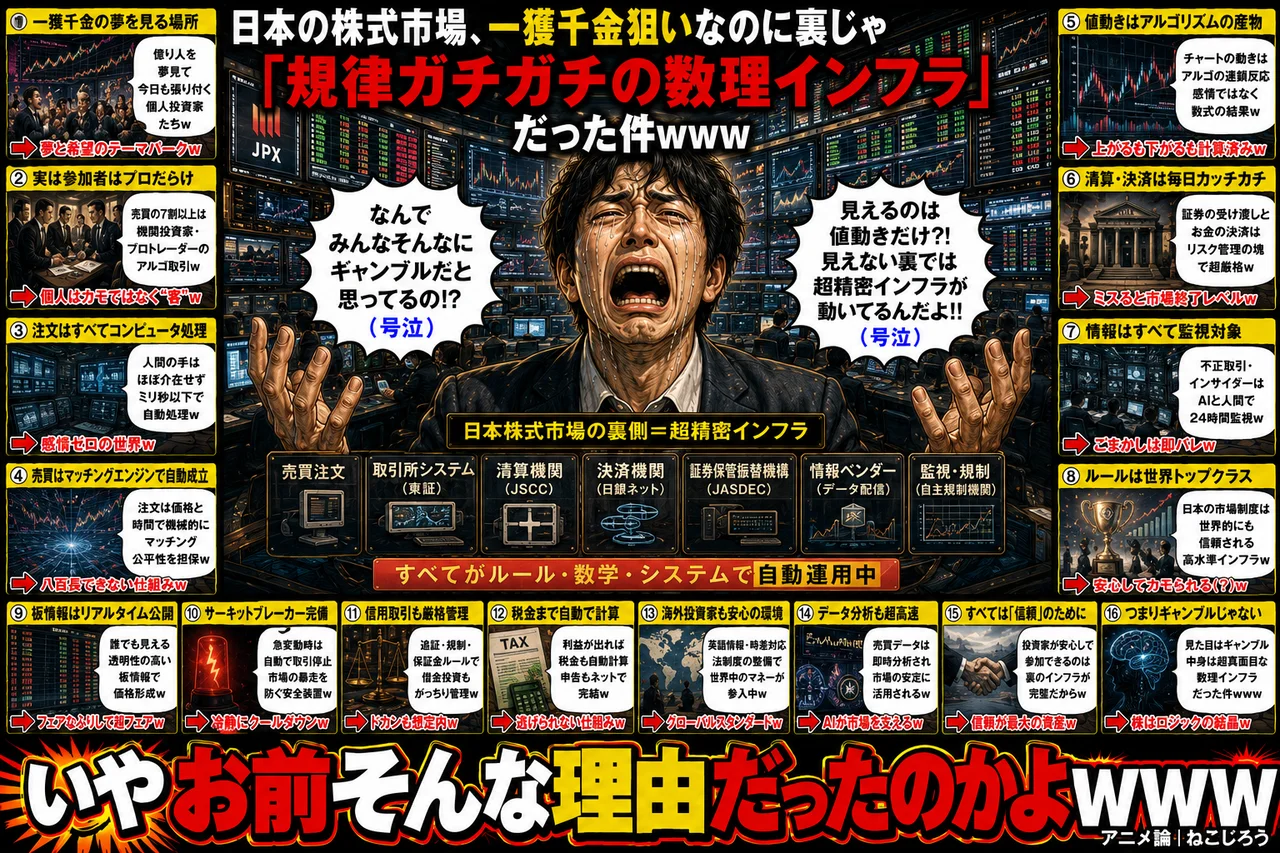 日本の株式市場、一獲千金狙いなのに裏じゃ
「規律ガチガチの数理インフラ」
だった件www
JPX
なんで
みんなそんなに
ギャンブルだと
思ってるの!?
(号泣)
見えるのは
値動きだけ?!
見えない裏では
超精密インフラが
動いてるんだよ!!
(号泣)
日本株式市場の裏側=超精密インフラ
売買注文
取引所システム
(東証)
清算機関
(JSCC)
決済機関
(日銀ネット)
証券保管振替機構
(JASDEC)
情報ベンダー
(データ配信)
監視・規制
(自主規制機関)
すべてがルール・数学・システムで自動運用中
一獲千金の夢を見る場所
億り人を
夢見て
今日も張り付く
個人投資家
たちw
夢と希望のテーマパークw
② 実は参加者はプロだらけ
売買の7割以上は
機関投資家・
プロトレーダーの
アルゴ取引w
個人はカモではなく“客”w
③ 注文はすべてコンピュータ処理
人間の手は
ほぼ介在せず
ミリ秒以下で
自動処理w
感情ゼロの世界w
④ 売買はマッチングエンジンで自動成立
注文は価格と
時間で機械的に
マッチング
公平性を担保w
八百長できない仕組みw
⑤ 値動きはアルゴリズムの産物
チャートの動きは
アルゴの連鎖反応
感情ではなく
数式の結果w
上がるも下がるも計算済みw
⑥ 清算・決済は毎日カッチカチ
証券の受け渡しと
お金の決済は
リスク管理の塊
で超厳格w
ミスると市場終了レベルw
⑦ 情報はすべて監視対象
不正取引・
インサイダーは
AIと人間で
24時間監視w
ごまかしは即バレw
⑧ ルールは世界トップクラス
日本の市場制度は
世界的にも
信頼される
高水準インフラw
安心してカモられる(?)w
⑨ 板情報はリアルタイム公開
誰でも見える
透明性の高い
板情報で
価格形成w
フェアなふりして超フェアw
⑩ サーキットブレーカー完備
急変動時は
自動で取引停止
市場の暴走を
防ぐ安全装置w
冷静にクールダウンw
⑪ 信用取引も厳格管理
追証・規制・
保証金ルールで
借金投資も
がっちり管理w
ドカンも想定内w
⑫ 税金まで自動で計算
TAX
利益が出れば
税金も自動計算
申告もネットで
完結w
逃げられない仕組みw
⑬ 海外投資家も安心の環境
英語情報・時差対応
法制度の整備で
世界中のマネーが
参入中w
グローバルスタンダードw
⑭ データ分析も超高速
売買データは
即時分析され
市場の安定に
活用されるw
AIが市場を支えるw
⑮ すべては「信頼」のために
投資家が安心して
参加できるのは
裏のインフラが
完璧だからw
信頼が最大の資産w
⑯ つまりギャンブルじゃない
見た目はギャンブル
中身は超真面目な
数理インフラ
だった件www
株はロジックの結晶w
いやお前そんな理由だったのかよWWW
アニメ論|ねこじろう